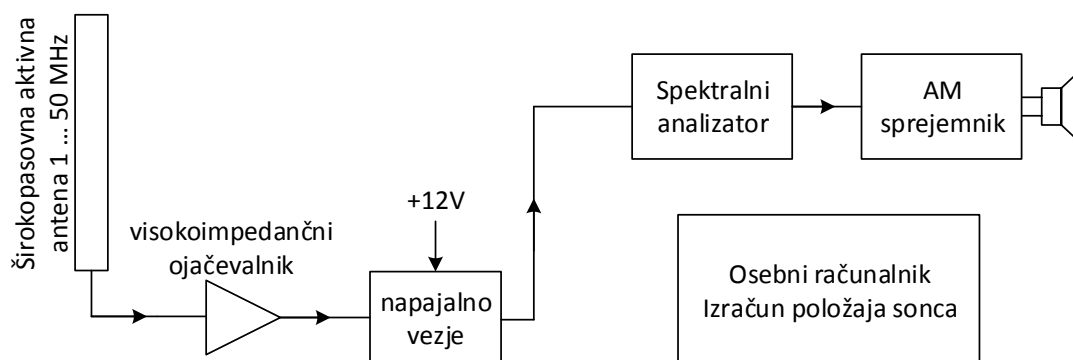 Širokopasovna aktivna
antena 1 ... 50 MHz
visokoimpedančni
ojačevalnik
+12V
napajalno
vezje
Spektralni
analizator
AM
sprejemnik
Osebni računalnik
Izračun položaja sonca